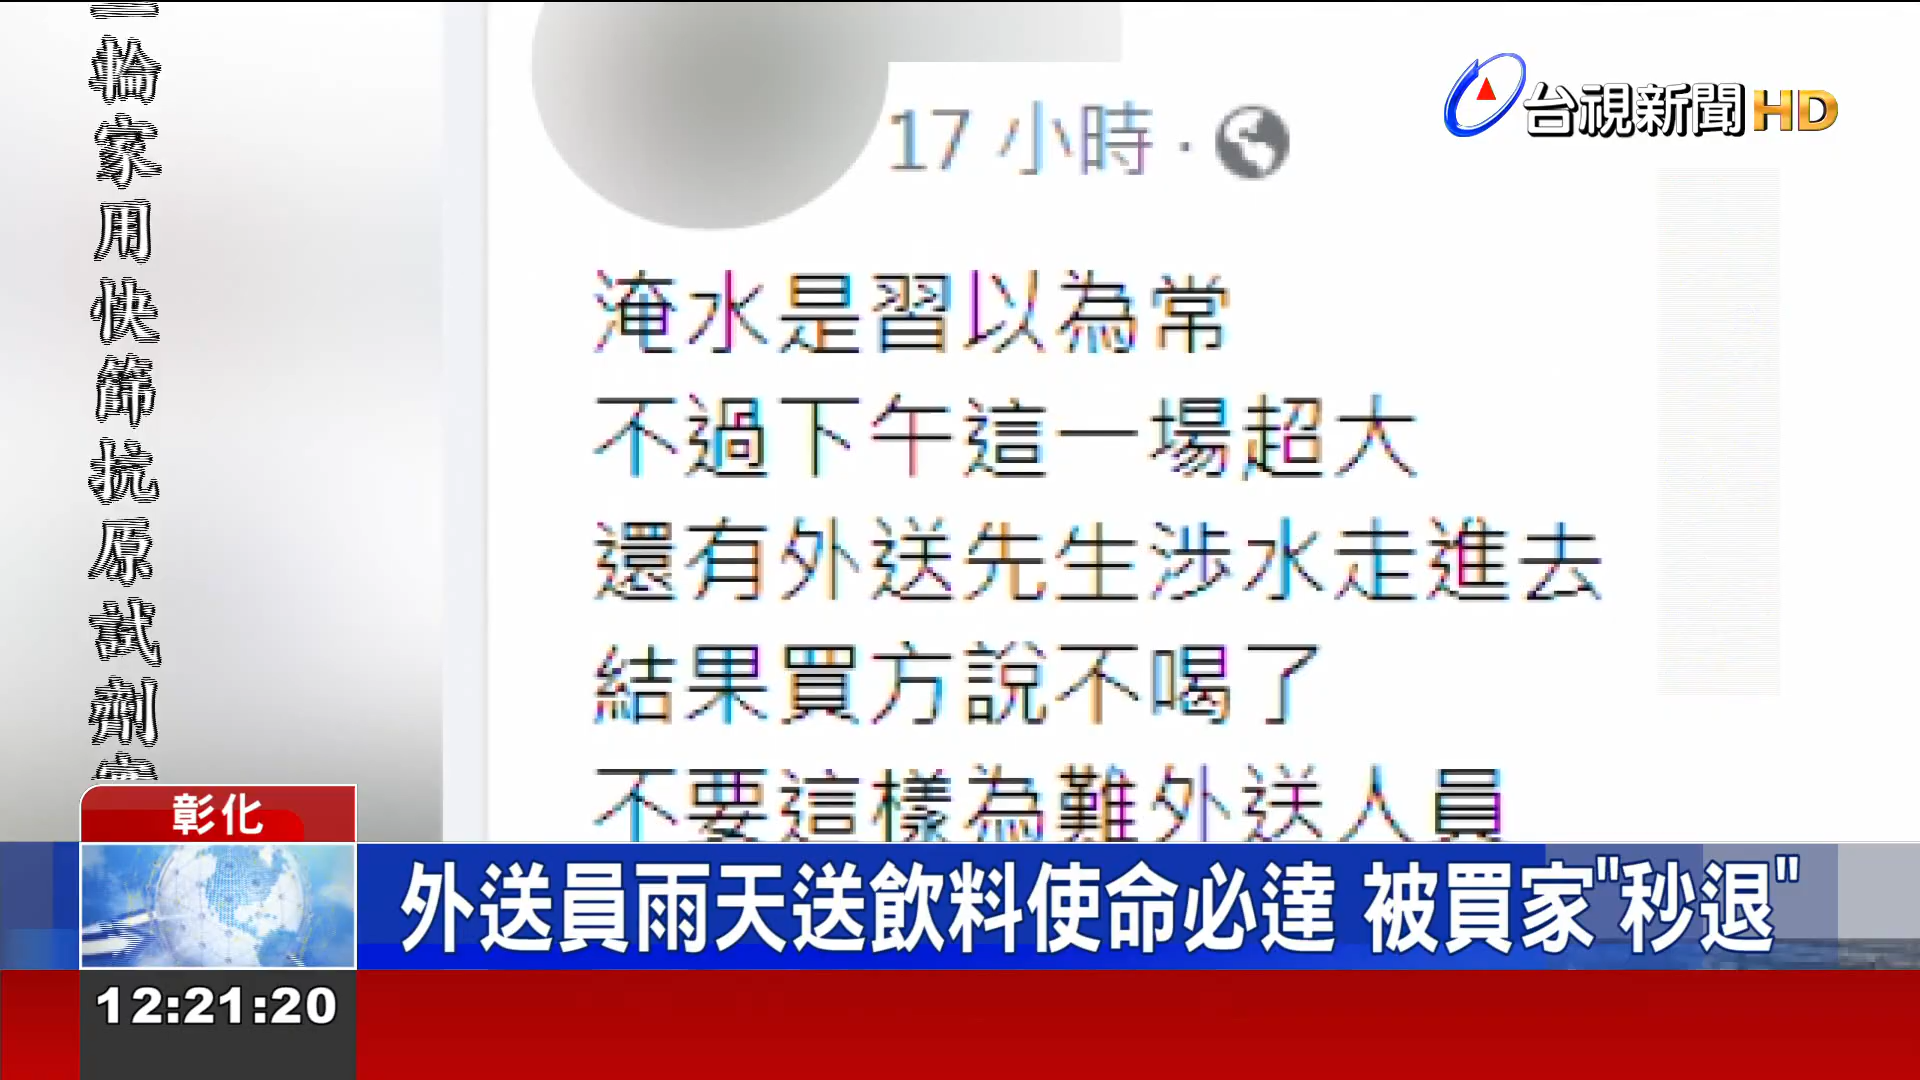 輪家用快篩抗原試劑
台視新聞HD
17 小時 ·
淹水是習以為常
不過下午這一場超大
還有外送先生涉水走進去
結果買方說不喝了
不要這樣為難外送人員
彰化
外送員雨天送飲料使命必達 被買家"秒退"
12:21:20